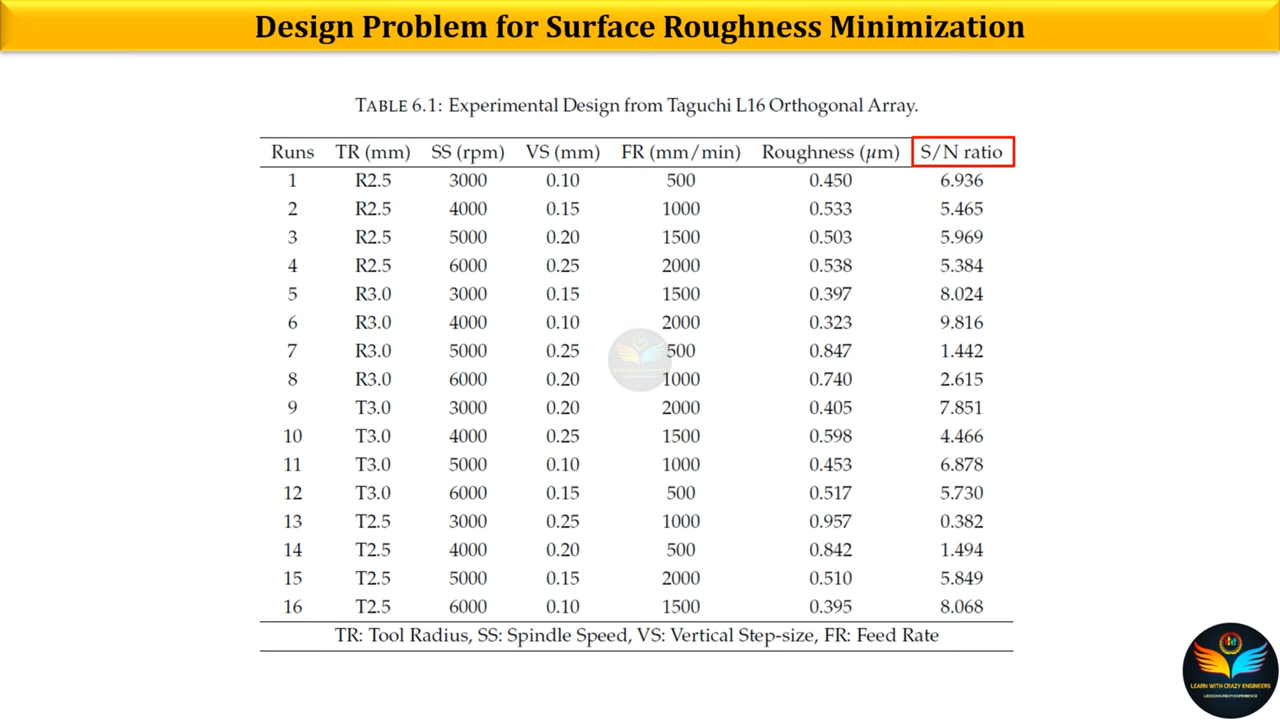 Design Problem for Surface Roughness Minimization
TABLE 6.1: Experimental Design from Taguchi L16 Orthogonal Array.
Runs TR (mm) SS (rpm) VS (mm) FR (mm/min) Roughness (μm) S/N ratio
1 R2.5 3000 0.10 500 0.450 6.936
2 R2.5 4000 0.15 1000 0.533 5.465
3 R2.5 5000 0.20 1500 0.503 5.969
4 R2.5 6000 0.25 2000 0.538 5.384
5 R3.0 3000 0.15 1500 0.397 8.024
6 R3.0 4000 0.10 2000 0.323 9.816
7 R3.0 5000 0.25 500 0.847 1.442
8 R3.0 6000 0.20 1000 0.740 2.615
9 T3.0 3000 0.20 2000 0.405 7.851
10 T3.0 4000 0.25 1500 0.598 4.466
11 T3.0 5000 0.10 1000 0.453 6.878
12 T3.0 6000 0.15 500 0.517 5.730
13 T2.5 3000 0.25 1000 0.957 0.382
14 T2.5 4000 0.20 500 0.842 1.494
15 T2.5 5000 0.15 2000 0.510 5.849
16 T2.5 6000 0.10 1500 0.395 8.068
TR: Tool Radius, SS: Spindle Speed, VS: Vertical Step-size, FR: Feed Rate
LEARN WITH CRAZY ENGINEERS
LESSONS FROM EXPERIENCE